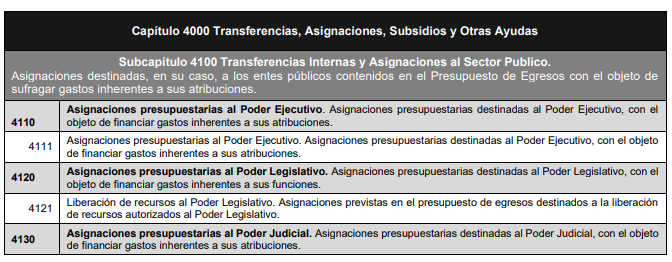 Capítulo 4000 Transferencias, Asignaciones, Subsidios y Otras Ayudas
Subcapítulo 4100 Transferencias Internas y Asignaciones al Sector Publico.
Asignaciones destinadas, en su caso, a los entes públicos contenidos en el Presupuesto de Egresos con el objeto de
sufragar gastos inherentes a sus atribuciones.
4110 Asignaciones presupuestarias al Poder Ejecutivo. Asignaciones presupuestarias destinadas al Poder Ejecutivo, con el
objeto de financiar gastos inherentes a sus atribuciones.
4111 Asignaciones presupuestarias al Poder Ejecutivo. Asignaciones presupuestarias destinadas al Poder Ejecutivo, con el objeto
de financiar gastos inherentes a sus atribuciones.
4120 Asignaciones presupuestarias al Poder Legislativo. Asignaciones presupuestarias destinadas al Poder Legislativo, con el
objeto de financiar gastos inherentes a sus funciones.
4121 Liberación de recursos al Poder Legislativo. Asignaciones previstas en el presupuesto de egresos destinados a la liberación
de recursos autorizados al Poder Legislativo.
4130 Asignaciones presupuestarias al Poder Judicial. Asignaciones presupuestarias destinadas al Poder Judicial, con el objeto
de financiar gastos inherentes a sus atribuciones.